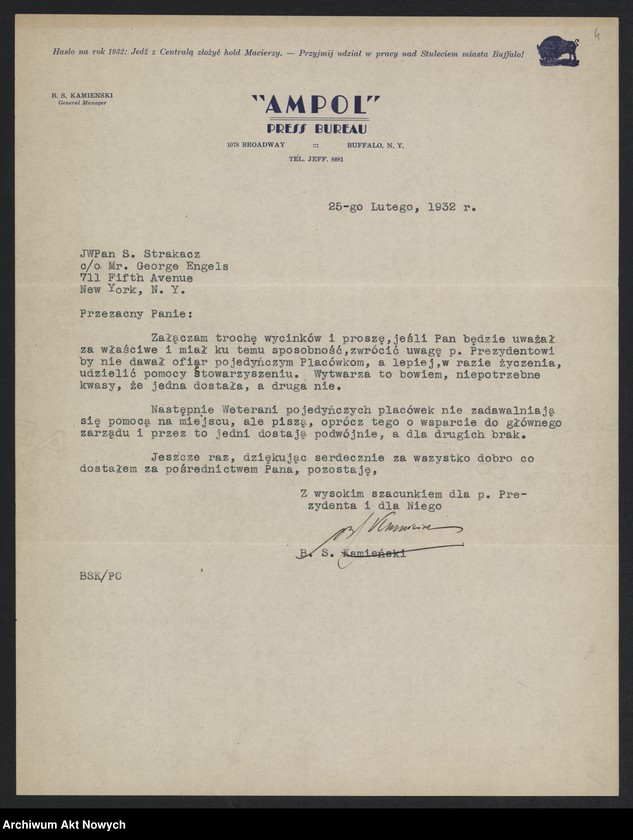 4
Hasło na rok 1932: Jedź z Centralą złożyć hołd Macierzy. — Przyjmij udział w pracy nad Stuleciem miasta Buffalo!
B. S. KAMIENSKI
General Manager
"AMPOL"
PRESS BUREAU
1078 BROADWAY ::: BUFFALO, N. Y.
TEL. JEFF. 8881
25-go Lutego, 1932 r.
JWPan S. Strakacz
c/o Mr. George Engels
711 Fifth Avenue
New York, N. Y.
Przezacny Panie:
Załączam trochę wycinków i proszę,jeśli Pan będzie uważał
za właściwe i miał ku temu sposobność,zwrócić uwagę p. Prezydentowi
by nie dawał ofiar pojedyńczym Placówkom, a lepiej,w razie życzenia,
udzielić pomocy Stowarzyszeniu. Wytwarza to bowiem, niepotrzebne
kwasy, że jedna dostała, a druga nie.
Następnie Weterani pojedyńczych placówek nie zadawalniają
się pomocą na miejscu, ale piszą, oprócz tego o wsparcie do głównego
zarządu i przez to jedni dostają podwójnie, a dla drugich brak.
Jeszcze raz, dziękując serdecznie za wszystko dobro co
dostałem za pośrednictwem Pana, pozostaję,
Z wysokim szacunkiem dla p. Pre-
zydenta i dla Niego
B. S. Kamieński
BSK/PC
Archiwum Akt Nowych